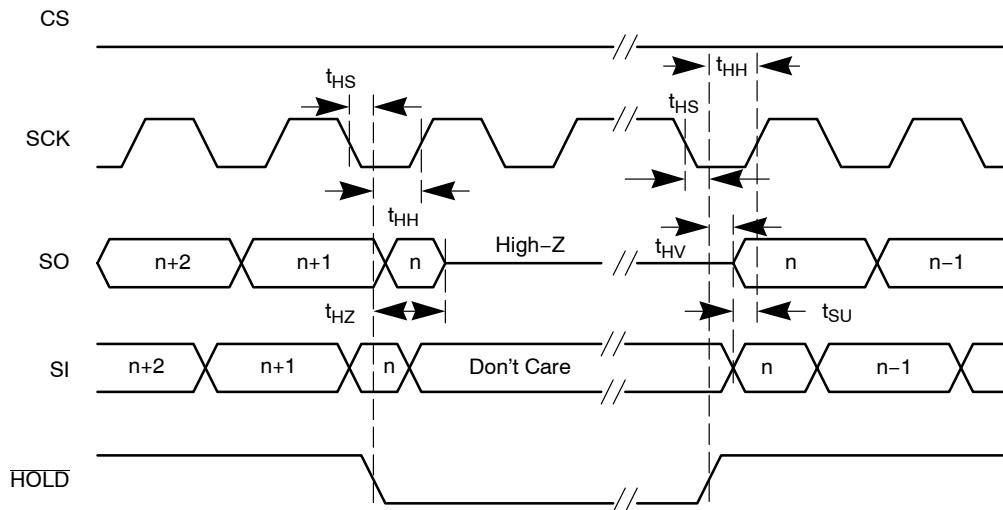 CS
tHH
tHS
tHS
SCK
tHH
High−Z
SO
n+2
n+1
n
tHV
n
n−1
tHZ
tSU
SI
n+2
n+1
n
Don't Care
n
n−1
HOLD